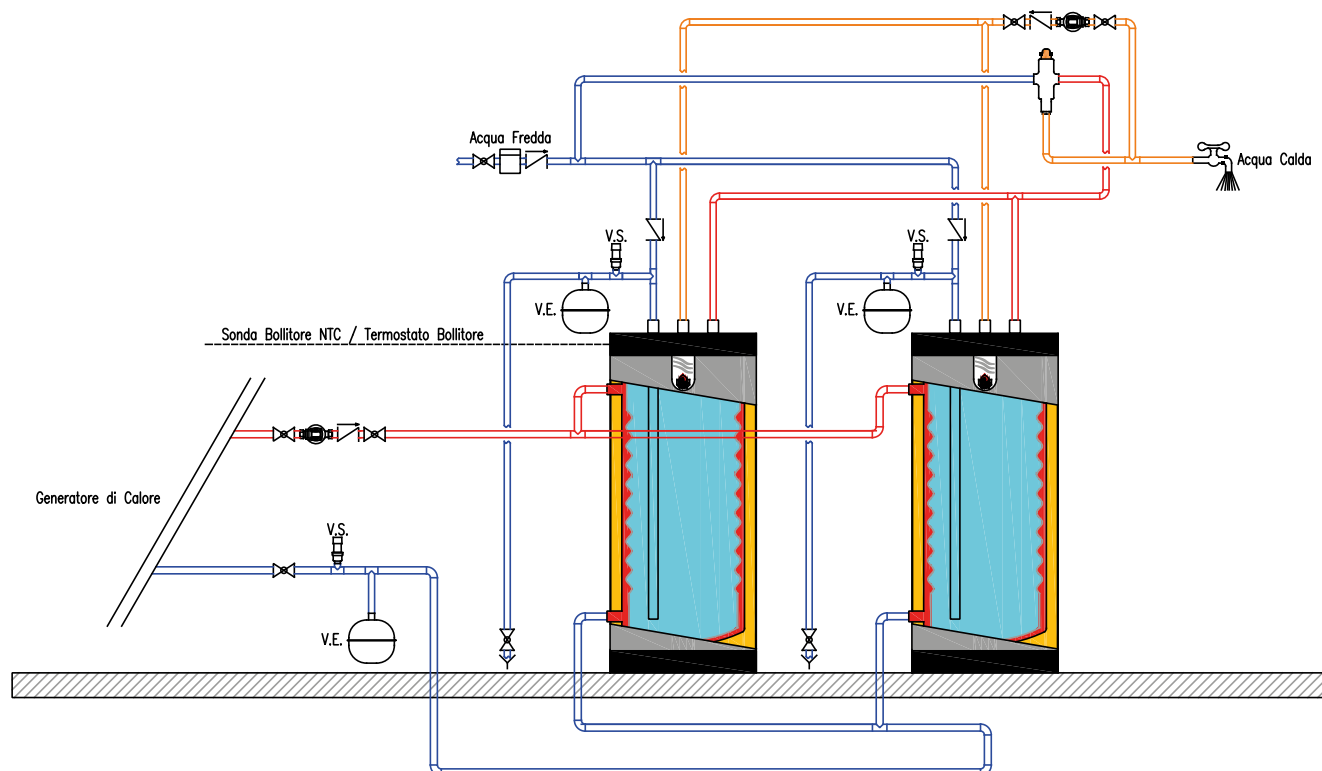 Acqua Fredda
Acqua Calda
V.S.
V.S.
V.E.
V.E.
Sonda Bollitore NTC / Termostato Bollitore
Generatore di Calore
V.S.
V.E.